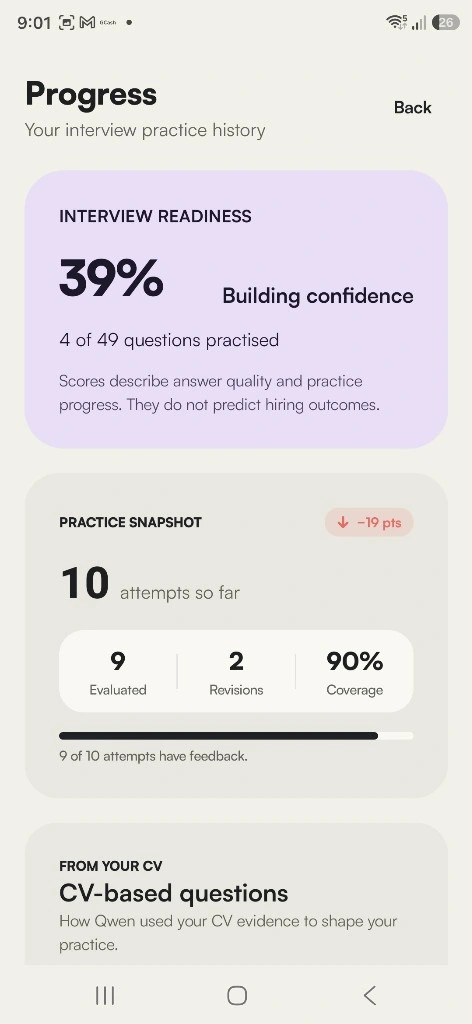 9:01 GCash 5 26
Progress
Back
Your interview practice history
INTERVIEW READINESS
39%
Building confidence
4 of 49 questions practised
Scores describe answer quality and practice
progress. They do not predict hiring outcomes.
PRACTICE SNAPSHOT
↓ −19 pts
10 attempts so far
9 2 90%
Evaluated Revisions Coverage
9 of 10 attempts have feedback.
FROM YOUR CV
CV-based questions
How Qwen used your CV evidence to shape your
practice.